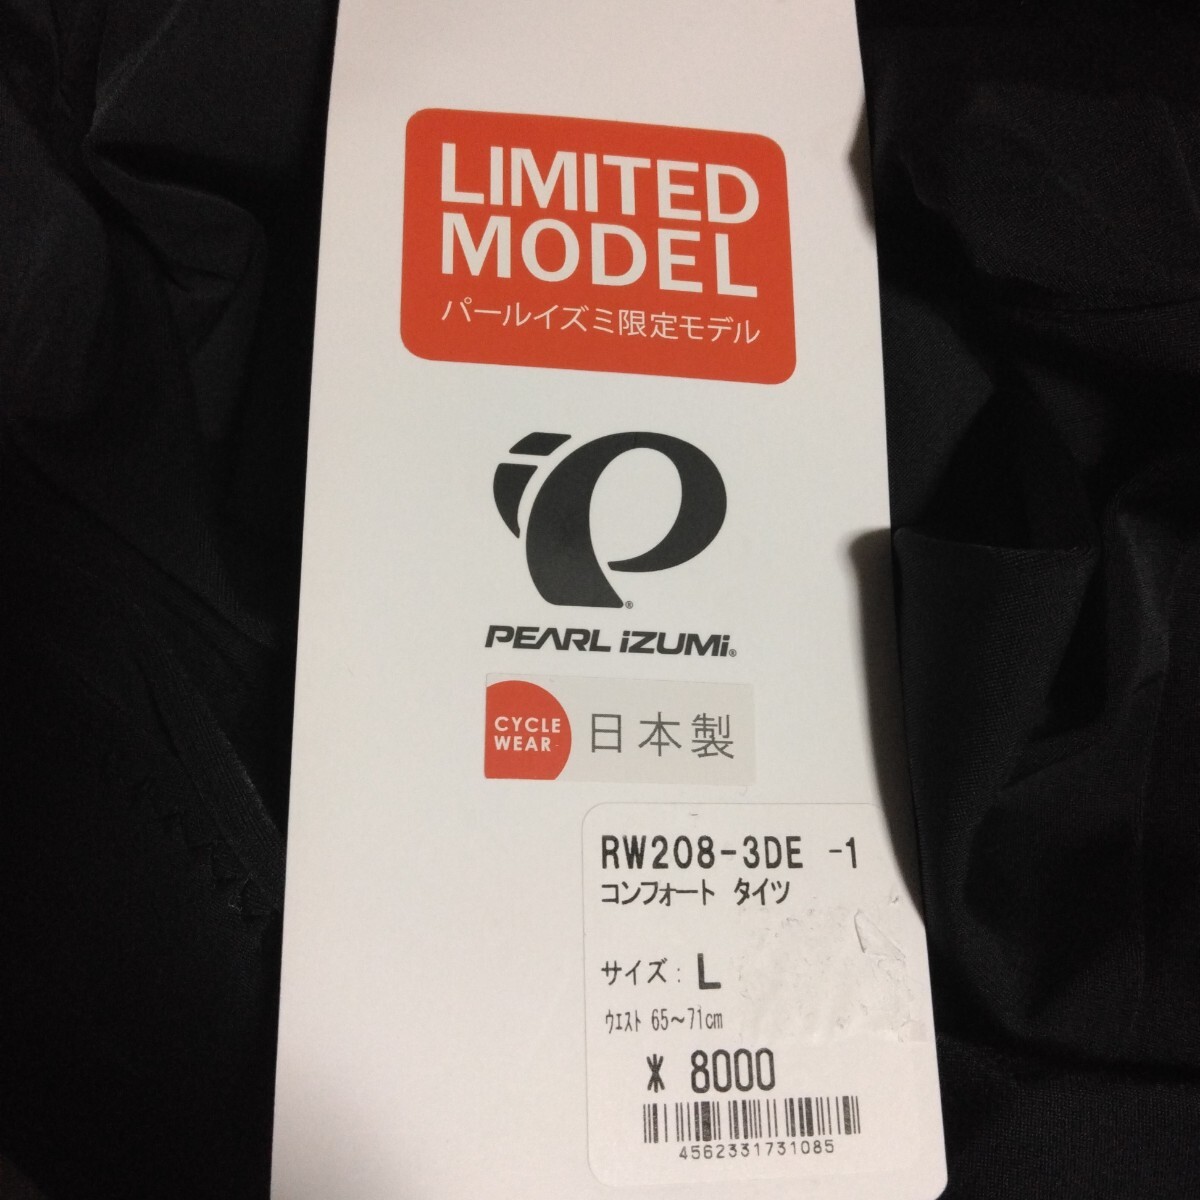 LIMITED
MODEL
パールイズミ限定モデル
PEARL iZUMi®
CYCLE
WEAR
日本製
RW208-3DE -1
コンフォート タイツ
サイズ: L
ｳｴｽﾄ 65~71cm
¥ 8000
4562331731085